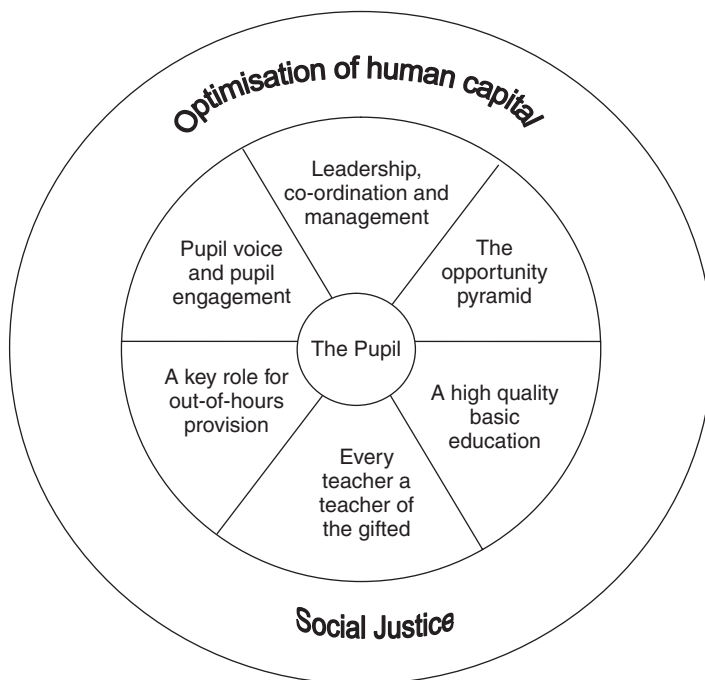 Optimisation of human capital
Leadership,
co-ordination and
management
The
opportunity
pyramid
A high quality
basic
education
Every
teacher a
teacher of
the gifted
A key role for
out-of-hours
provision
Pupil voice
and pupil
engagement
The Pupil
Social Justice